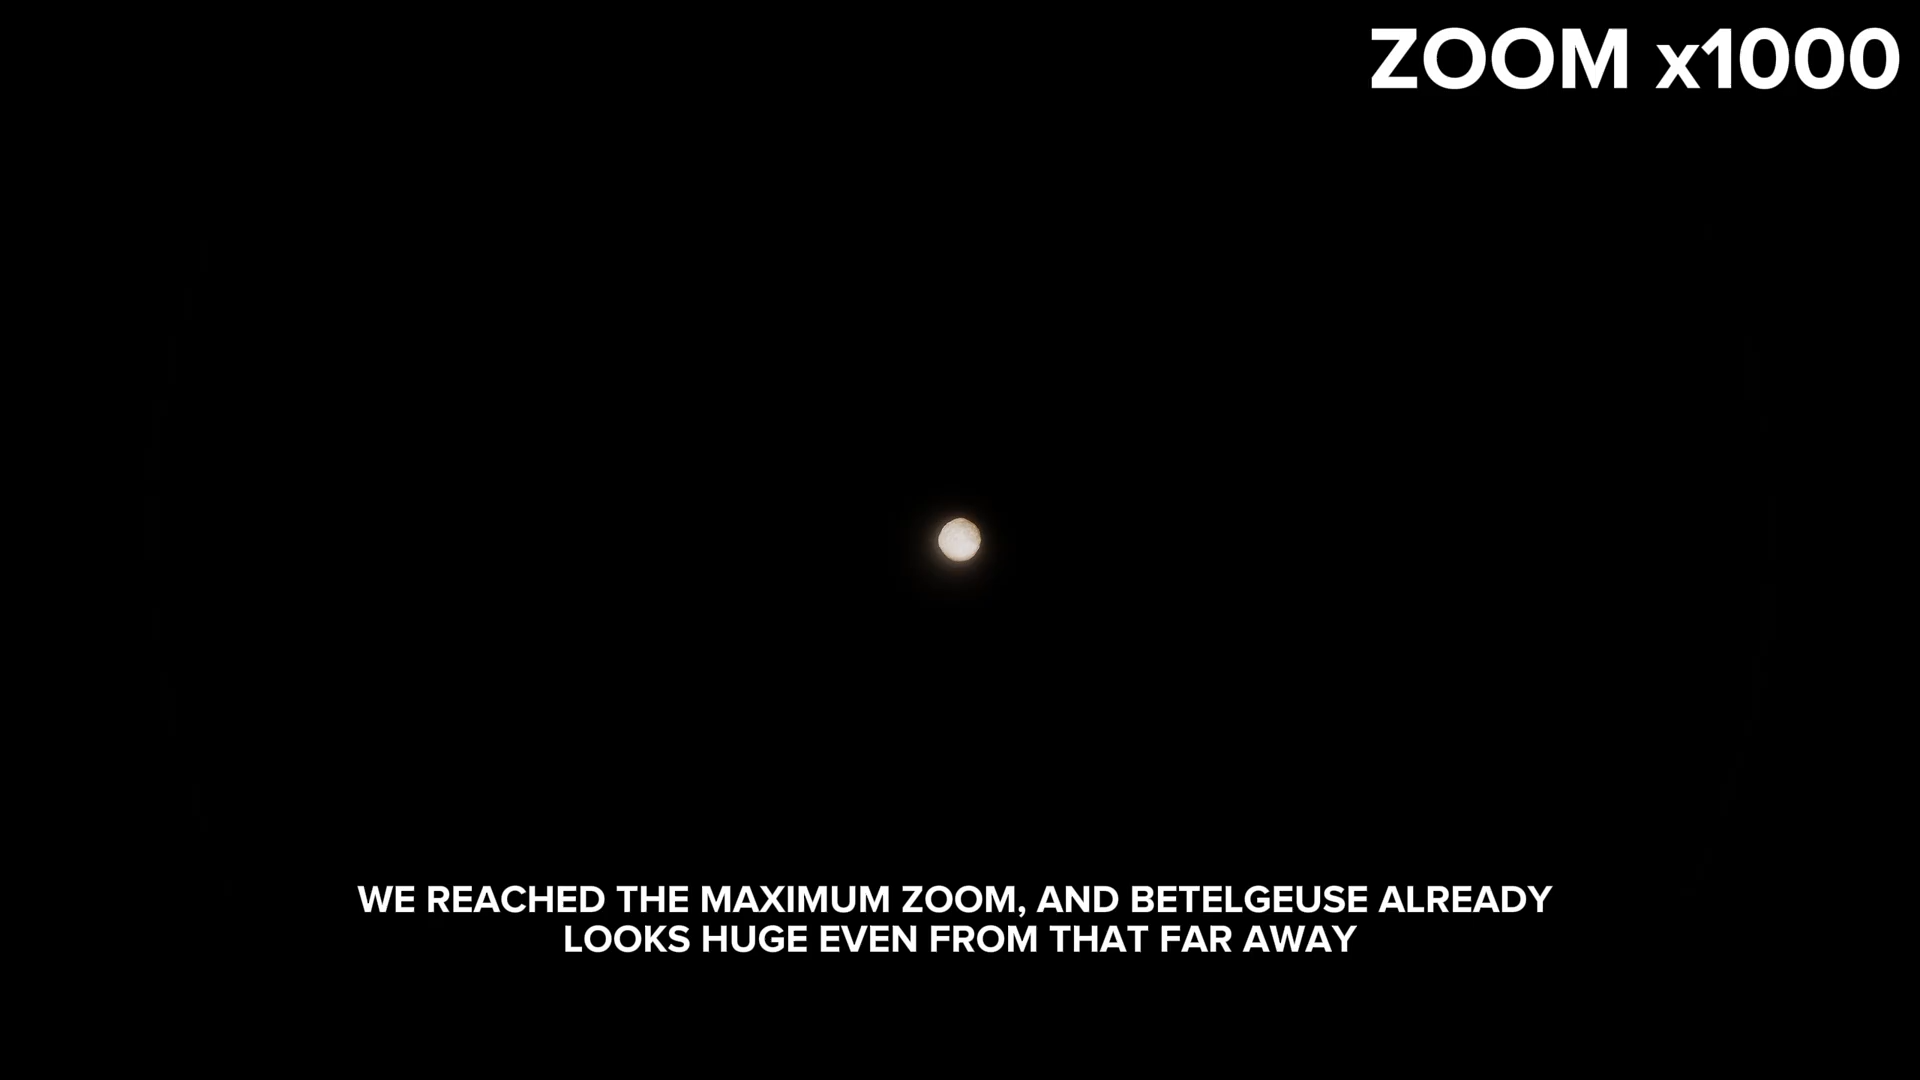 ZOOM x1000
WE REACHED THE MAXIMUM ZOOM, AND BETELGEUSE ALREADY
LOOKS HUGE EVEN FROM THAT FAR AWAY